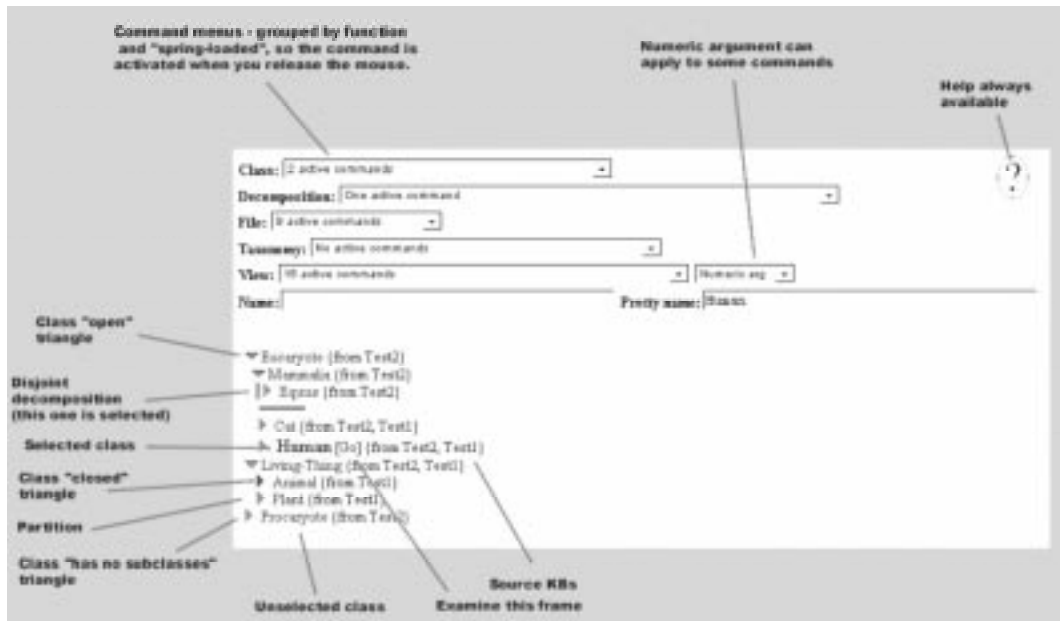 Command menus - grouped by function
and "spring-loaded", so the command is
activated when you release the mouse.
Numeric argument can
apply to some commands
Help always
available
?
Class: 2 active commands
Decomposition: One active command
File: active commands
Taxonomy: No active commands
View: active commands Numeric arg
Name: Pretty name: Human
Class "open"
triangle
Eucaryote (from Test2)
Mammalia (from Test2)
Disjoint
decomposition
(this one is selected)
Equus (from Test2)
Cat (from Test2, Test1)
Selected class
Human [Go] (from Test2, Test1)
Living-Thing (from Test2, Test1)
Class "closed"
triangle
Animal (from Test1)
Plant (from Test1)
Partition
Procaryote (from Test2)
Class "has no subclasses"
triangle
Source KBs
Unselected class
Examine this frame